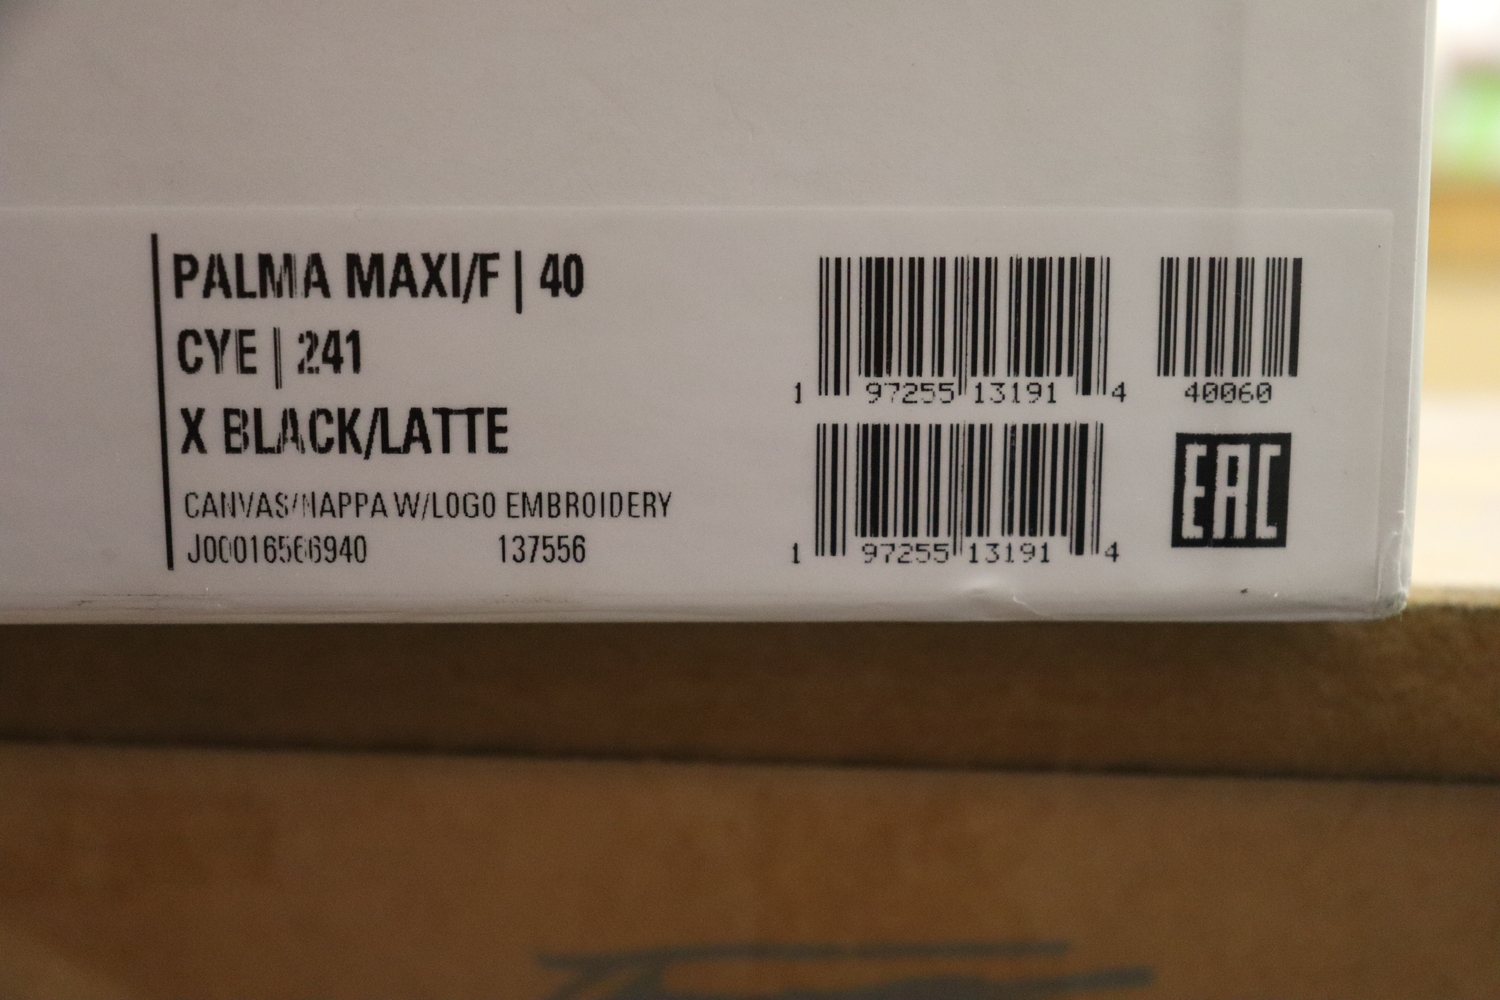 PALMA MAXI/F | 40
CYE | 241
X BLACK/LATTE
CANVAS/NAPPA W/LOGO EMBROIDERY
J00016566940 137556
1 97255 13191 4
40060
1 97255 13191 4
EAC